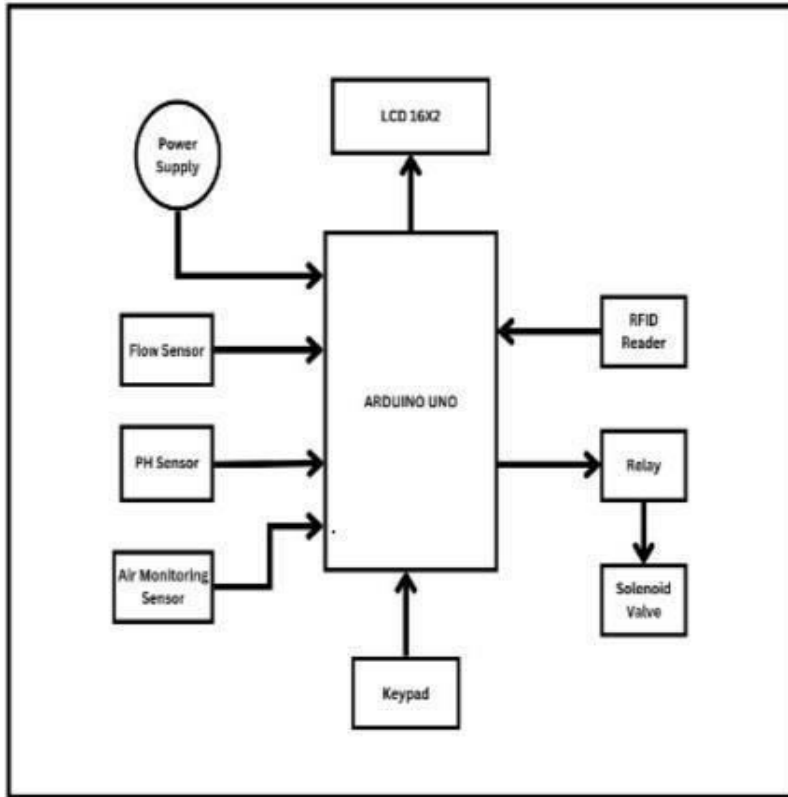 LCD 16X2
Power
Supply
RFID
Reader
Flow Sensor
ARDUINO UNO
PH Sensor
Relay
Air Monitoring
Sensor
Solenoid
Valve
Keypad